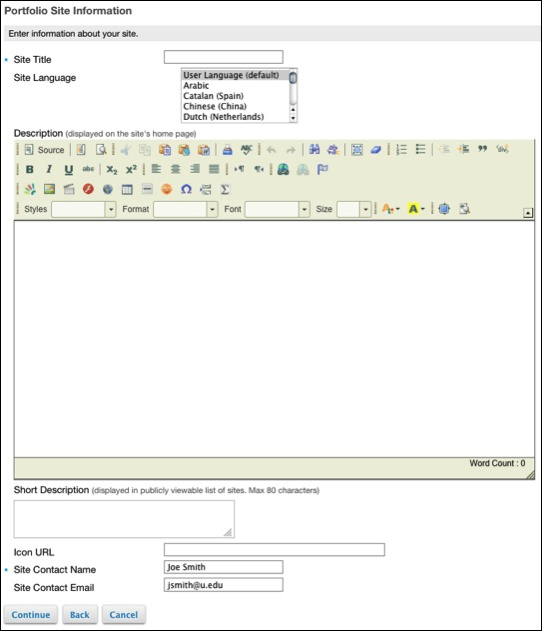 Portfolio Site Information
Enter information about your site.
Site Title
Site Language
User Language (default)
Arabic
Catalan (Spain)
Chinese (China)
Dutch (Netherlands)
Description (displayed on the site's home page)
Source
B I U abc X₂ X²
Ω Σ
Styles Format Font Size A A
Word Count : 0
Short Description (displayed in publicly viewable list of sites. Max 80 characters)
Icon URL
Site Contact Name Joe Smith
Site Contact Email jsmith@u.edu
Continue Back Cancel